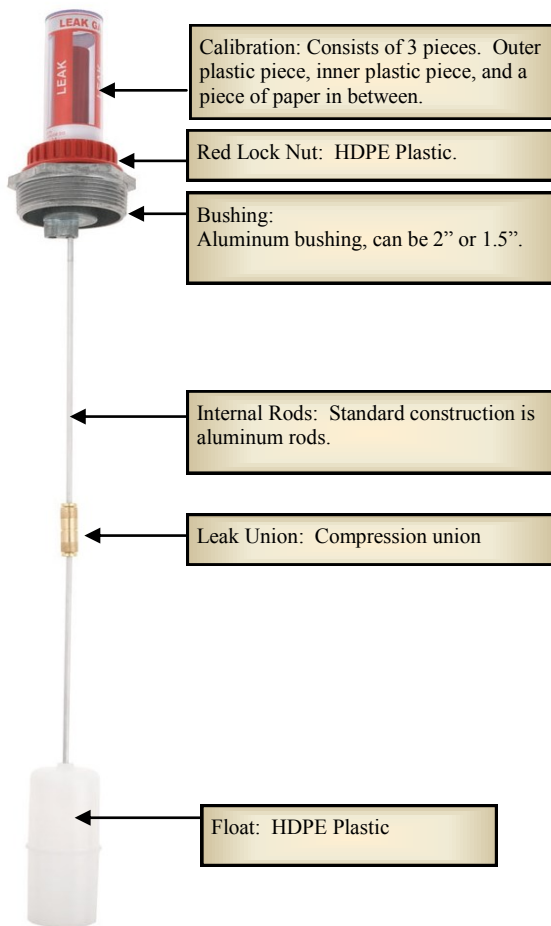 LEAK GA
LEAK
LEAK
Calibration: Consists of 3 pieces. Outer
plastic piece, inner plastic piece, and a
piece of paper in between.
Red Lock Nut: HDPE Plastic.
Bushing:
Aluminum bushing, can be 2” or 1.5”.
Internal Rods: Standard construction is
aluminum rods.
Leak Union: Compression union
Float: HDPE Plastic